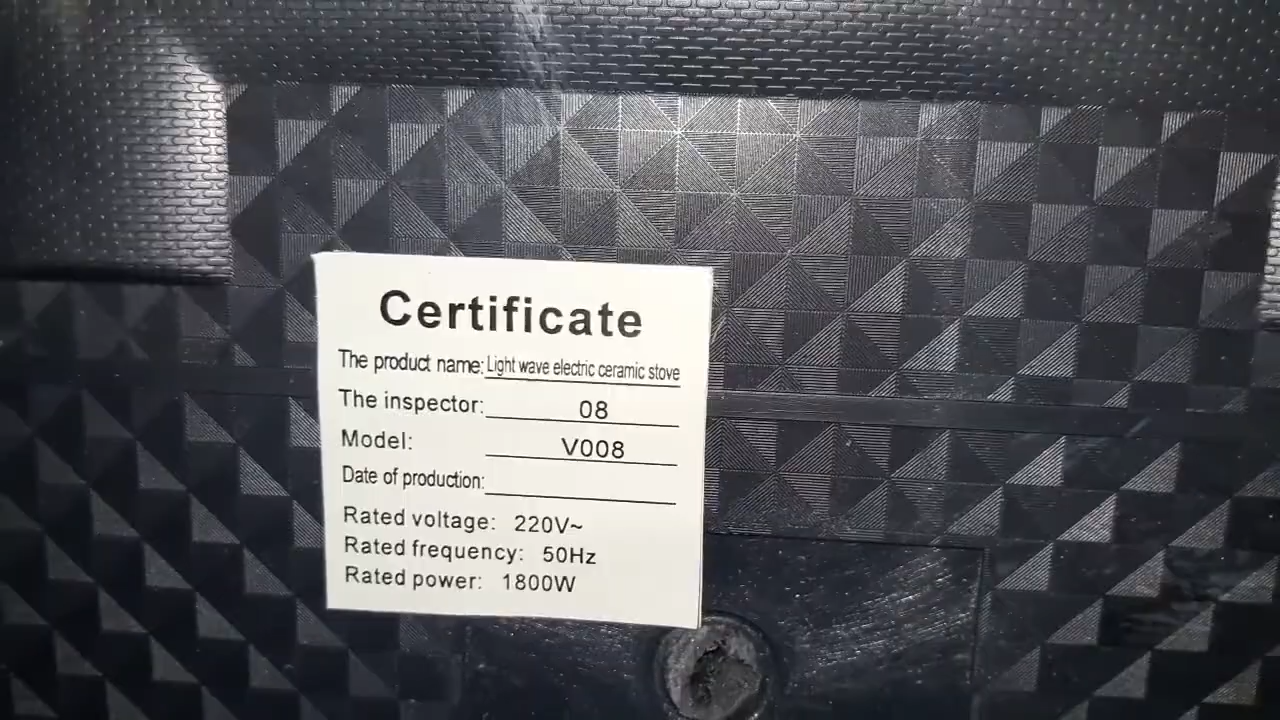 Certificate
The product name: Light wave electric ceramic stove
The inspector: 08
Model: V008
Date of production:
Rated voltage: 220V~
Rated frequency: 50Hz
Rated power: 1800W